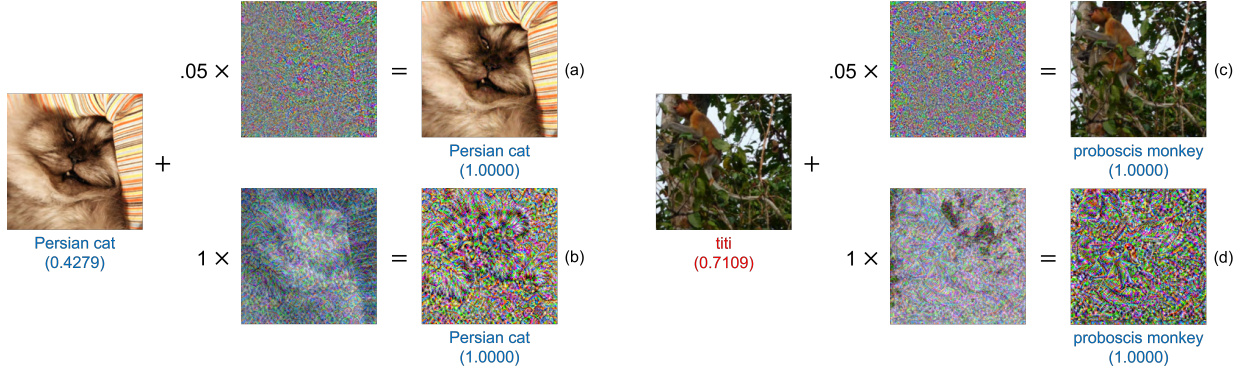 .05 × = (a)
Persian cat
(1.0000)
+
Persian cat
(0.4279)
1 × = (b)
Persian cat
(1.0000)
.05 × = (c)
proboscis monkey
(1.0000)
+
titi
(0.7109)
1 × = (d)
proboscis monkey
(1.0000)